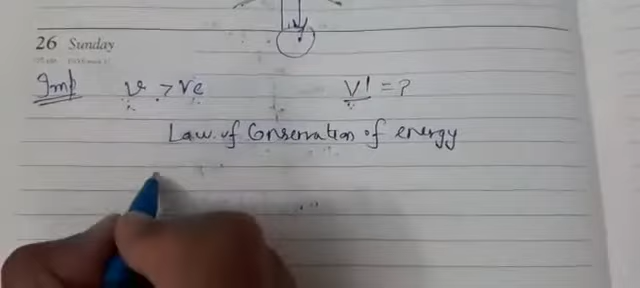 26 Sunday
Imp v > ve V! = ?
Law of Conservation of energy